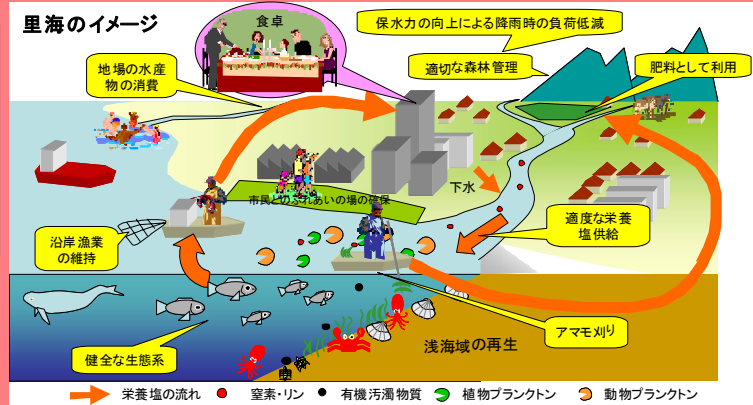 里海のイメージ
食卓
保水力の向上による降雨時の負荷低減
地場の水産
物の消費
適切な森林管理
肥料として利用
市民とのふれあいの場の確保
下水
適度な栄養
塩供給
沿岸漁業
の維持
アマモ刈り
健全な生態系
浅海域の再生
栄養塩の流れ
窒素・リン
有機汚濁物質
植物プランクトン
動物プランクトン